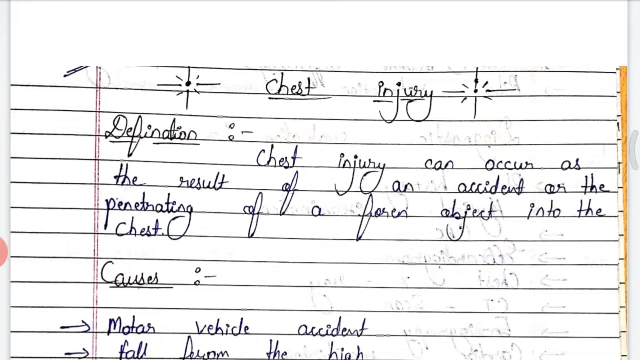 Chest injury
Defination :-
Chest injury can occur as
the result of an accident or the
penetrating of a foren object into the
chest.
Causes :-
→ Motar vehicle accident
→ fall from the high